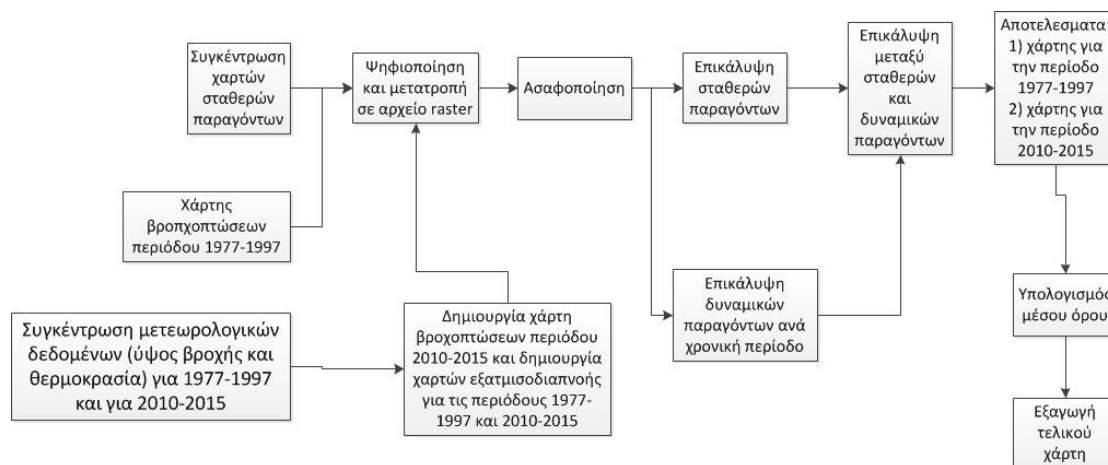 Συγκέντρωση
χαρτών
σταθερών
παραγόντων
Χάρτης
βροπχοπτώσεων
περιόδου 1977-1997
Συγκέντρωση μετεωρολογικών
δεδομένων (ύψος βροχής και
θερμοκρασία) για 1977-1997
και για 2010-2015
Ψηφιοποίηση
και μετατροπή
σε αρχείο raster
Δημιουργία χάρτη
βροχοπτώσεων περιόδου
2010-2015 και δημιουργία
χαρτών εξατμισοδιαπνοής
για τις περιόδους 1977-
1997 και 2010-2015
Ασαφοποίηση
Επικάλυψη
σταθερών
παραγόντων
Επικάλυψη
δυναμικών
παραγόντων ανά
χρονική περίοδο
Επικάλυψη
μεταξύ
σταθερών
και
δυναμικών
παραγόντων
Αποτελεσματα:
1) χάρτης για
την περίοδο
1977-1997
2) χάρτης για
την περίοδο
2010-2015
Υπολογισμός
μέσου όρου
Εξαγωγή
τελικού
χάρτη